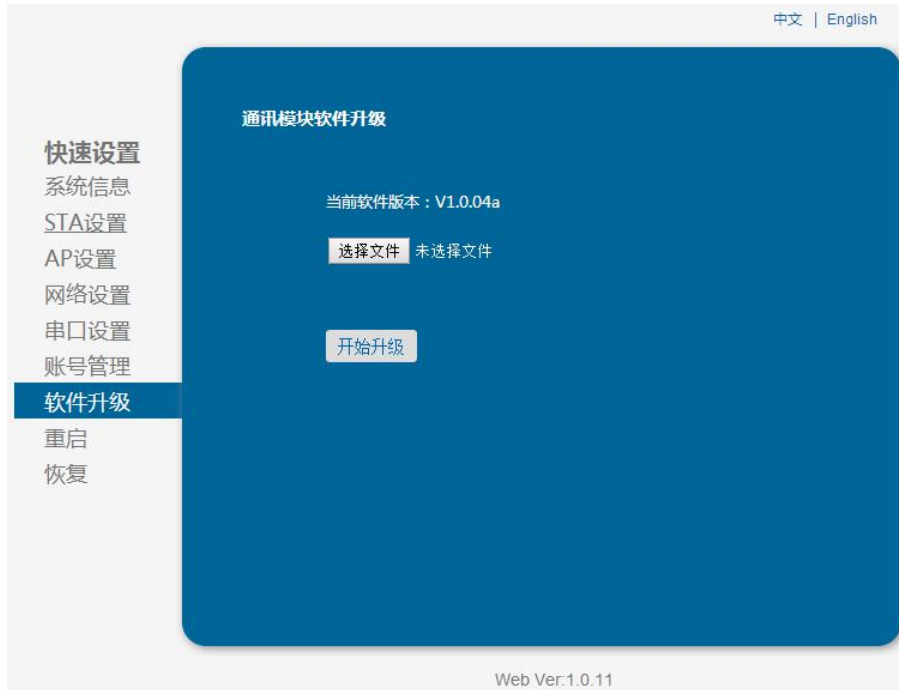 中文 | English
快速设置
系统信息
STA设置
AP设置
网络设置
串口设置
账号管理
软件升级
重启
恢复
通讯模块软件升级
当前软件版本：V1.0.04a
选择文件 未选择文件
开始升级
Web Ver:1.0.11